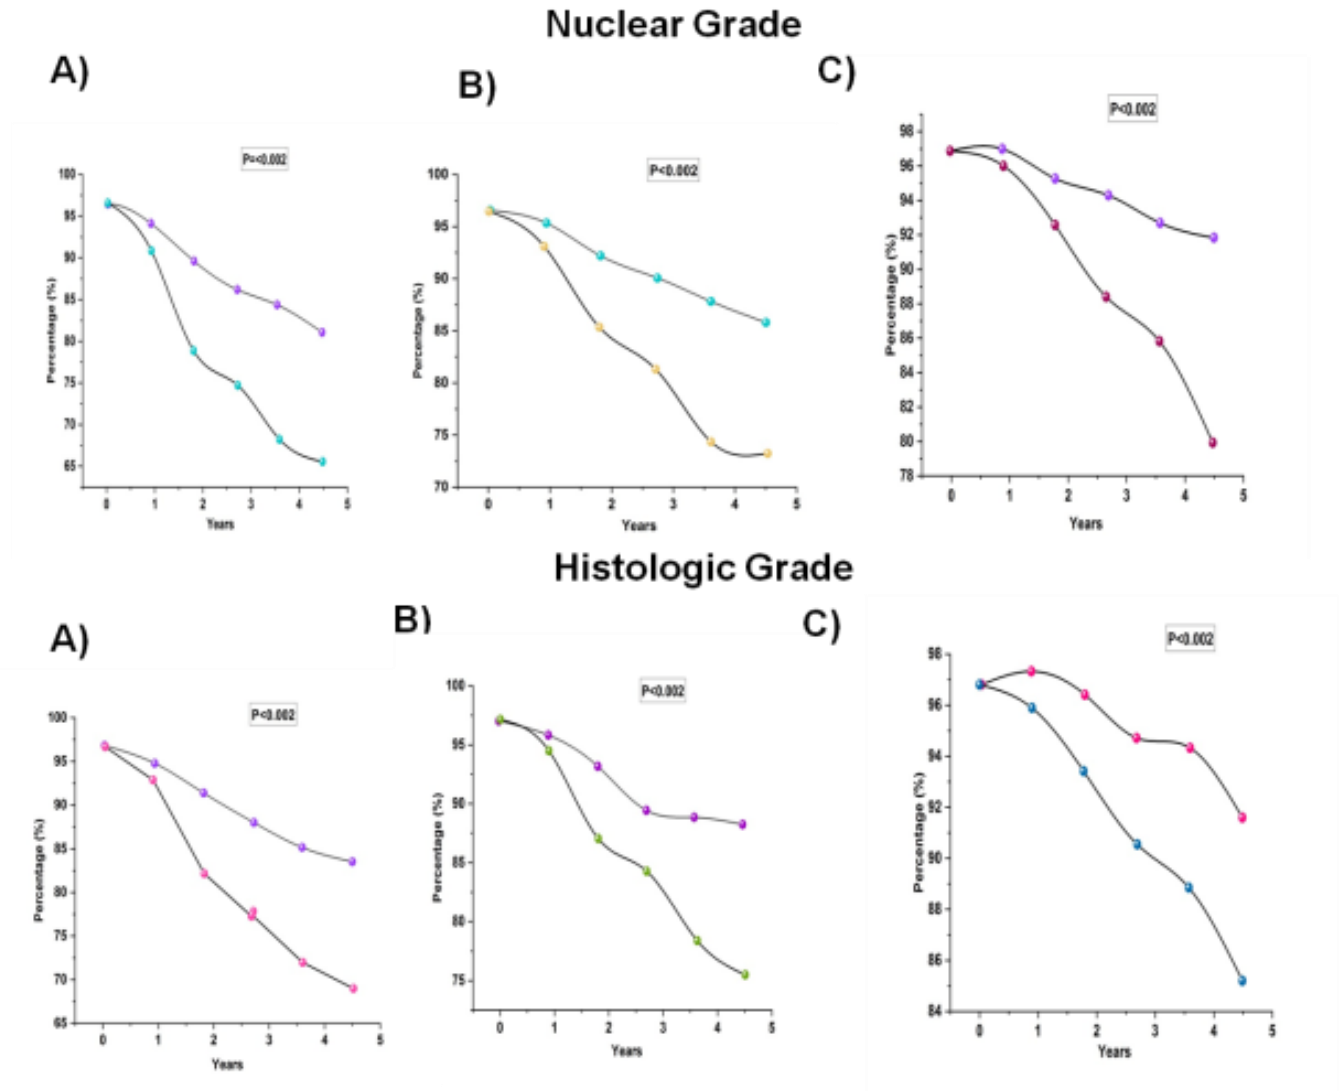 Nuclear Grade
A)
P=<0.002
100
95
90
85
80
75
70
65
Percentage (%)
0 1 2 3 4 5
Years
B)
P<0.002
100
95
90
85
80
75
70
Percentage (%)
0 1 2 3 4 5
Years
C)
P<0.002
98
96
94
92
90
88
86
84
82
80
78
Percentage (%)
0 1 2 3 4 5
Years
Histologic Grade
A)
P<0.002
100
95
90
85
80
75
70
65
Percentage (%)
0 1 2 3 4 5
Years
B)
P<0.002
100
95
90
85
80
75
Percentage (%)
0 1 2 3 4 5
Years
C)
P<0.002
98
96
94
92
90
88
86
84
Percentage (%)
0 1 2 3 4 5
Years